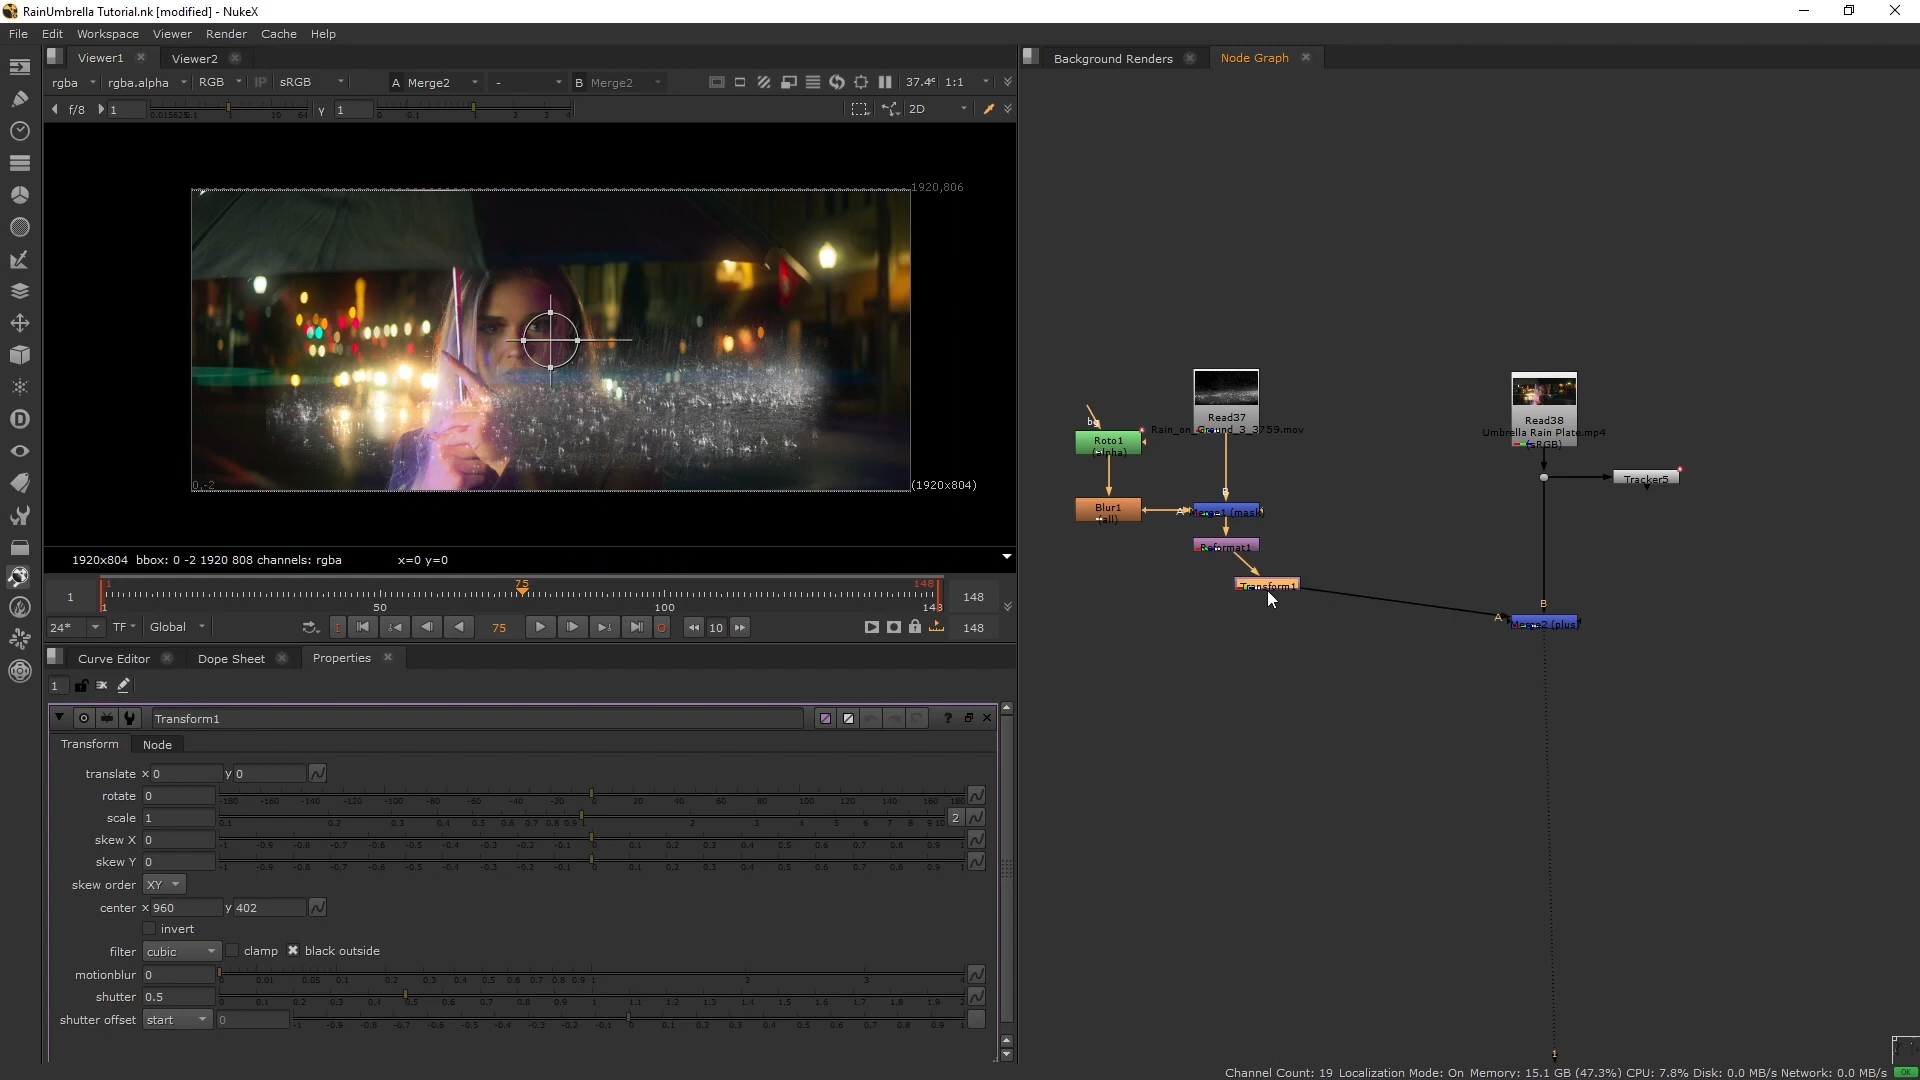 RainUmbrella Tutorial.nk [modified] - NukeX
File Edit Workspace Viewer Render Cache Help
Viewer1 Viewer2
rgba rgba.alpha RGB IP sRGB A Merge2 - B Merge2 37.4 1:1
f/8 1 10 64 Y 1 0 0.1 1 2 3 4 2D
1920,806
0,-2 (1920x804)
1920x804 bbox: 0 -2 1920 808 channels: rgba x=0 y=0
1 1 75 148 148
1 50 100
24* TF Global 75 10 148
Curve Editor Dope Sheet Properties
1
Transform1
Transform Node
translate x 0 y 0
rotate 0
-180 -160 -140 -120 -100 -80 -60 -40 -20 0 20 40 60 80 100 120 140 160 180
scale 1 2
0.1 0.2 0.3 0.4 0.5 0.6 0.7 0.8 0.9 1 2 3 4 5 6 7 8 9 10
skew X 0
-1 -0.9 -0.8 -0.7 -0.6 -0.5 -0.4 -0.3 -0.2 -0.1 0 0.1 0.2 0.3 0.4 0.5 0.6 0.7 0.8 0.9 1
skew Y 0
-1 -0.9 -0.8 -0.7 -0.6 -0.5 -0.4 -0.3 -0.2 -0.1 0 0.1 0.2 0.3 0.4 0.5 0.6 0.7 0.8 0.9 1
skew order XY
center x 960 y 402
invert
filter cubic clamp black outside
motionblur 0
0 0.01 0.05 0.1 0.2 0.3 0.4 0.5 0.6 0.7 0.8 0.9 1 2 3 4
shutter 0.5
0 0.1 0.2 0.3 0.4 0.5 0.6 0.7 0.8 0.9 1 1.1 1.2 1.3 1.4 1.5 1.6 1.7 1.8 1.9 2
shutter offset start 0
-1 -0.9 -0.8 -0.7 -0.6 -0.5 -0.4 -0.3 -0.2 -0.1 0 0.1 0.2 0.3 0.4 0.5 0.6 0.7 0.8 0.9 1
Background Renders Node Graph
bg
Roto1
(alpha)
Read37
Rain_on_Ground_3_3759.mov
B
Blur1
(all)
A Merge1 (mask)
Reformat1
Transform1
Read38
Umbrella Rain Plate.mp4
(sRGB)
Tracker5
B
A Merge2 (plus)
1
Channel Count: 19 Localization Mode: On Memory: 15.1 GB (47.3%) CPU: 7.8% Disk: 0.0 MB/s Network: 0.0 MB/s OK